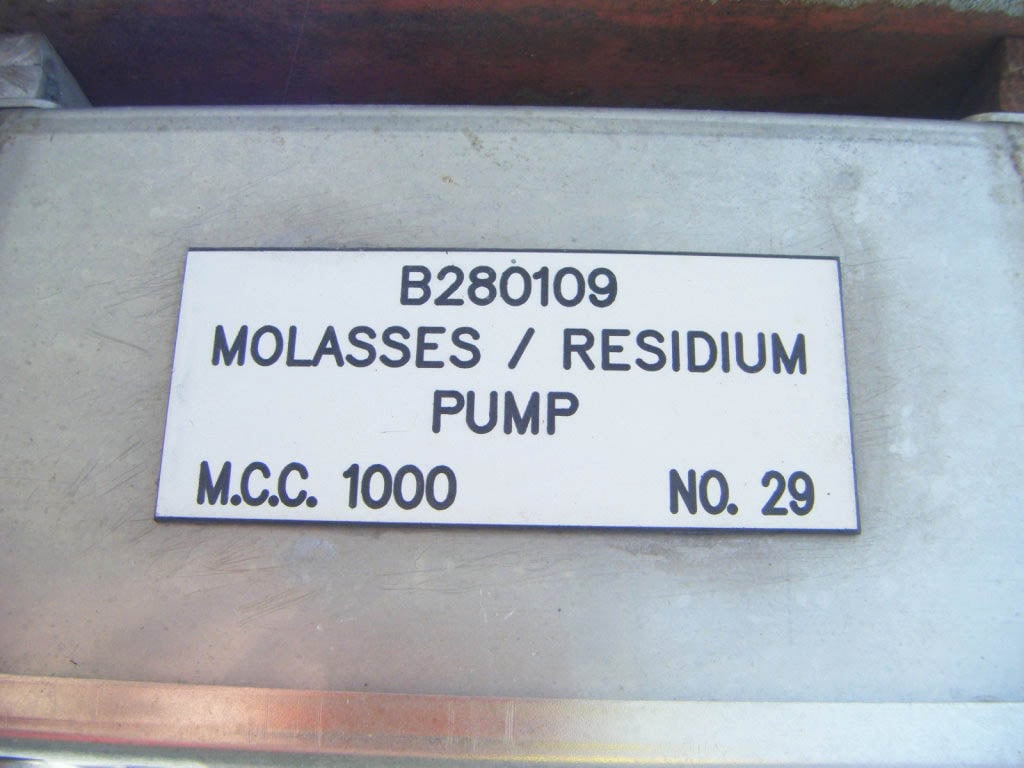 B280109
MOLASSES / RESIDIUM
PUMP
M.C.C. 1000 NO. 29